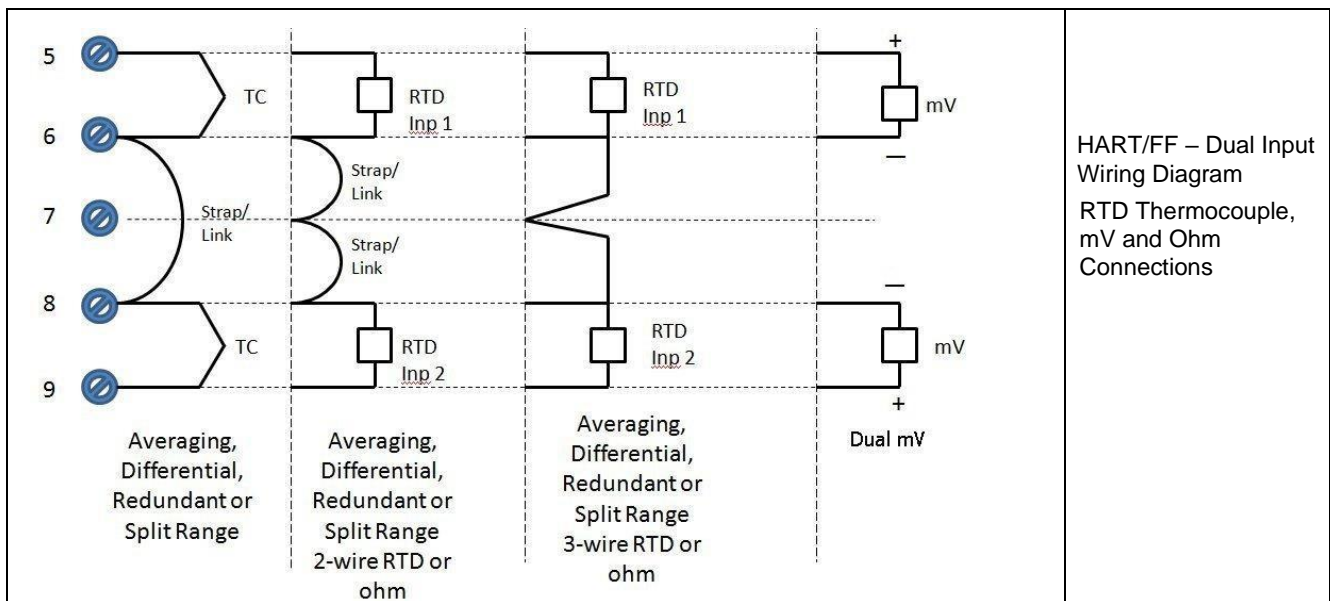 5
TC
6
Strap/
Link
7
8
TC
9
Averaging,
Differential,
Redundant or
Split Range
RTD
Inp 1
Strap/
Link
Strap/
Link
RTD
Inp 2
Averaging,
Differential,
Redundant or
Split Range
2-wire RTD or
ohm
RTD
Inp 1
RTD
Inp 2
Averaging,
Differential,
Redundant or
Split Range
3-wire RTD or
ohm
+
mV
—
—
mV
+
Dual mV
HART/FF – Dual Input
Wiring Diagram
RTD Thermocouple,
mV and Ohm
Connections